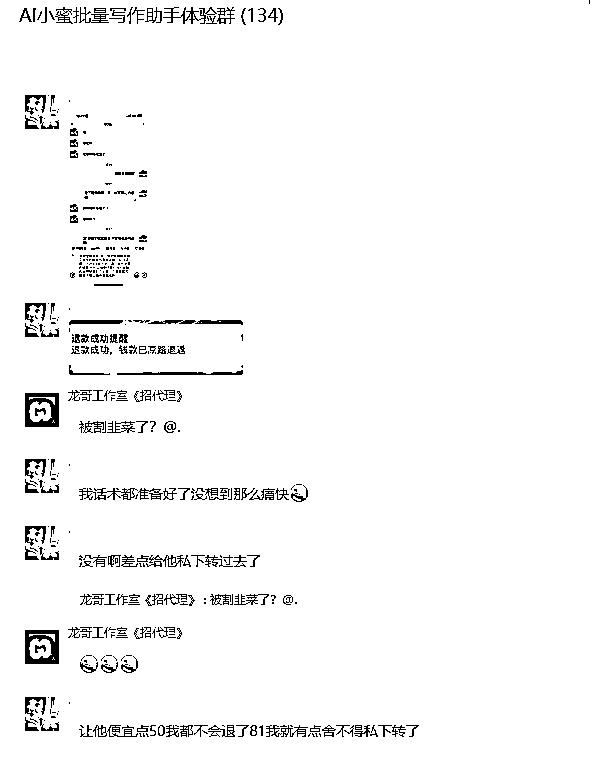 AI小蜜批量写作助手体验群 (134)
退款成功提醒
退款成功，钱款已原路退返
龙哥工作室《招代理》
被割韭菜了？@.
我话术都准备好了没想到那么痛快
没有啊差点给他私下转过去了
龙哥工作室《招代理》 : 被割韭菜了？@.
龙哥工作室《招代理》
让他便宜点50我都不会退了81我就有点舍不得私下转了